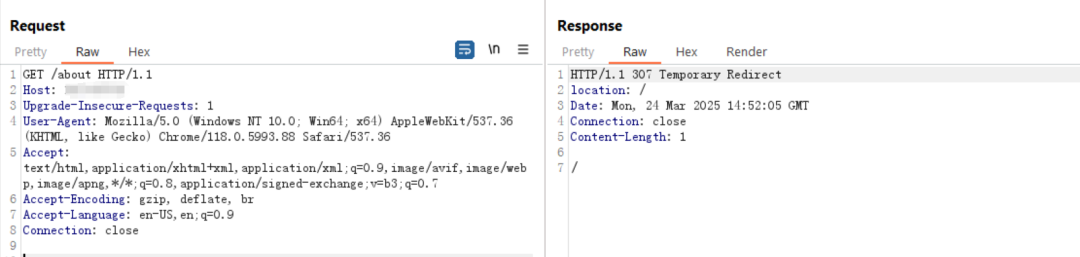 Request
Pretty Raw Hex
\n
1 GET /about HTTP/1.1
2 Host:
3 Upgrade-Insecure-Requests: 1
4 User-Agent: Mozilla/5.0 (Windows NT 10.0; Win64; x64) AppleWebKit/537.36
(KHTML, like Gecko) Chrome/118.0.5993.88 Safari/537.36
5 Accept:
text/html,application/xhtml+xml,application/xml;q=0.9,image/avif,image/web
p,image/apng,*/*;q=0.8,application/signed-exchange;v=b3;q=0.7
6 Accept-Encoding: gzip, deflate, br
7 Accept-Language: en-US,en;q=0.9
8 Connection: close
9
Response
Pretty Raw Hex Render
1 HTTP/1.1 307 Temporary Redirect
2 location: /
3 Date: Mon, 24 Mar 2025 14:52:05 GMT
4 Connection: close
5 Content-Length: 1
6
7 /